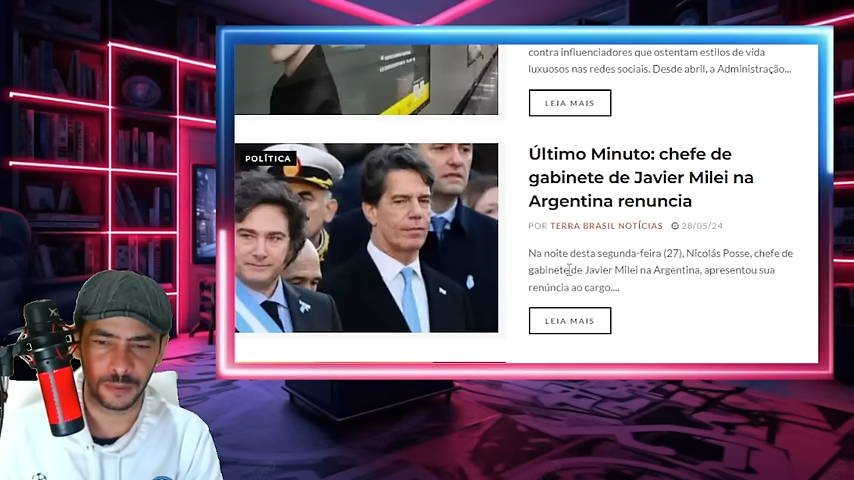 contra influenciadores que ostentam estilos de vida
luxuosos nas redes sociais. Desde abril, a Administração...
LEIA MAIS
POLÍTICA
Último Minuto: chefe de
gabinete de Javier Milei na
Argentina renuncia
POR TERRA BRASIL NOTÍCIAS 28/05/24
Na noite desta segunda-feira (27), Nicolás Posse, chefe de
gabinete de Javier Milei na Argentina, apresentou sua
renúncia ao cargo....
LEIA MAIS